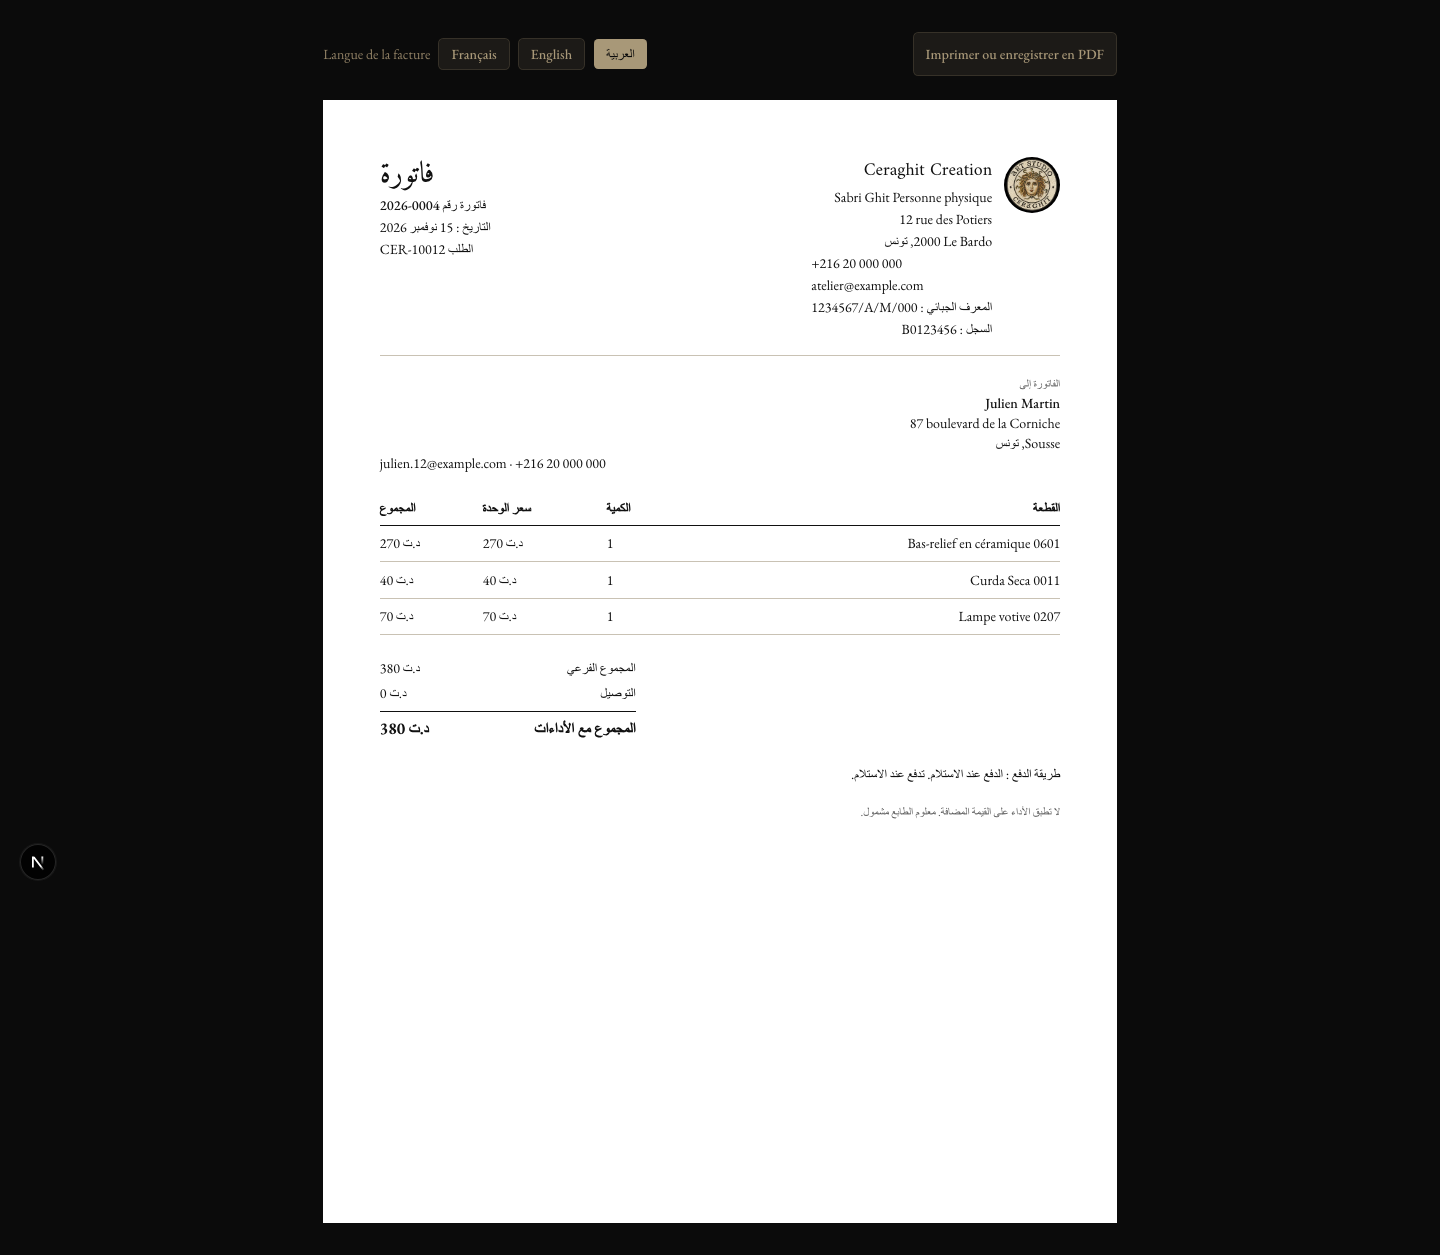 Langue de la facture Français English العربية Imprimer ou enregistrer en PDF
ART STUDIO
CERAGHIT
Ceraghit Creation
Sabri Ghit Personne physique
12 rue des Potiers
2000 Le Bardo, تونس
+216 20 000 000
atelier@example.com
المعرف الجبائي : 1234567/A/M/000
السجل : B0123456
فاتورة
فاتورة رقم 2026-0004
التاريخ : 15 نوفمبر 2026
الطلب CER-10012
الفاتورة إلى
Julien Martin
87 boulevard de la Corniche
Sousse, تونس
julien.12@example.com · +216 20 000 000
القطعة الكمية سعر الوحدة المجموع
Bas-relief en céramique 0601 1 270 د.ت 270 د.ت
Curda Seca 0011 1 40 د.ت 40 د.ت
Lampe votive 0207 1 70 د.ت 70 د.ت
المجموع الفرعي 380 د.ت
التوصيل 0 د.ت
المجموع مع الأداءات 380 د.ت
طريقة الدفع : الدفع عند الاستلام. تدفع عند الاستلام.
لا تطبق الأداء على القيمة المضافة. معلوم الطابع مشمول.
N